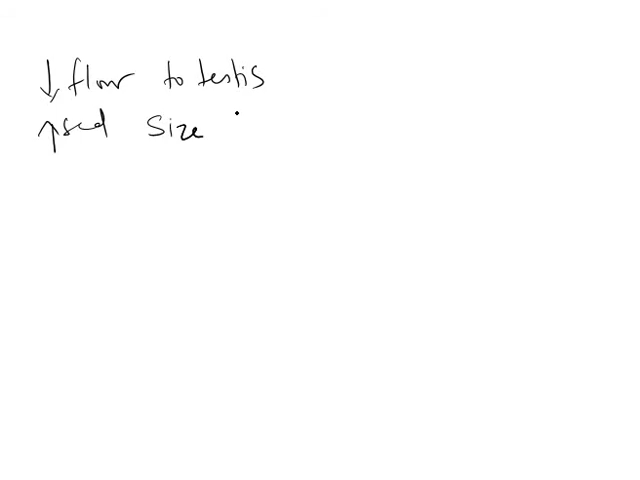 ↓ flow to testis
↑sed size